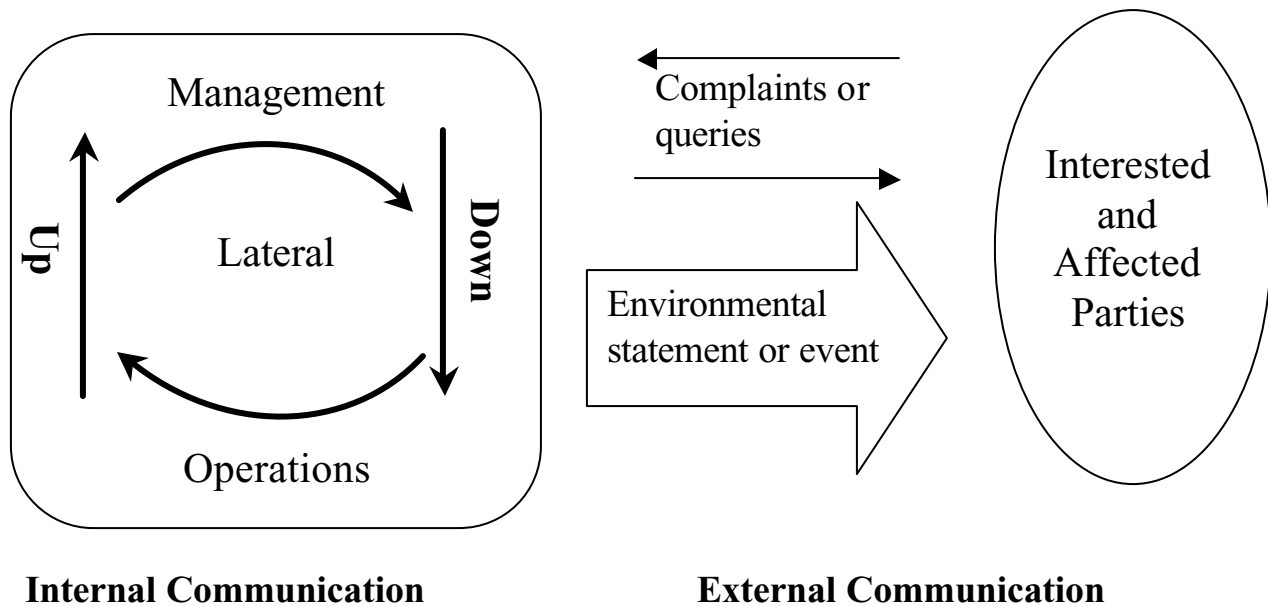 Management
Up
Lateral
Down
Operations
Internal Communication
Complaints or
queries
Environmental
statement or event
Interested
and
Affected
Parties
External Communication